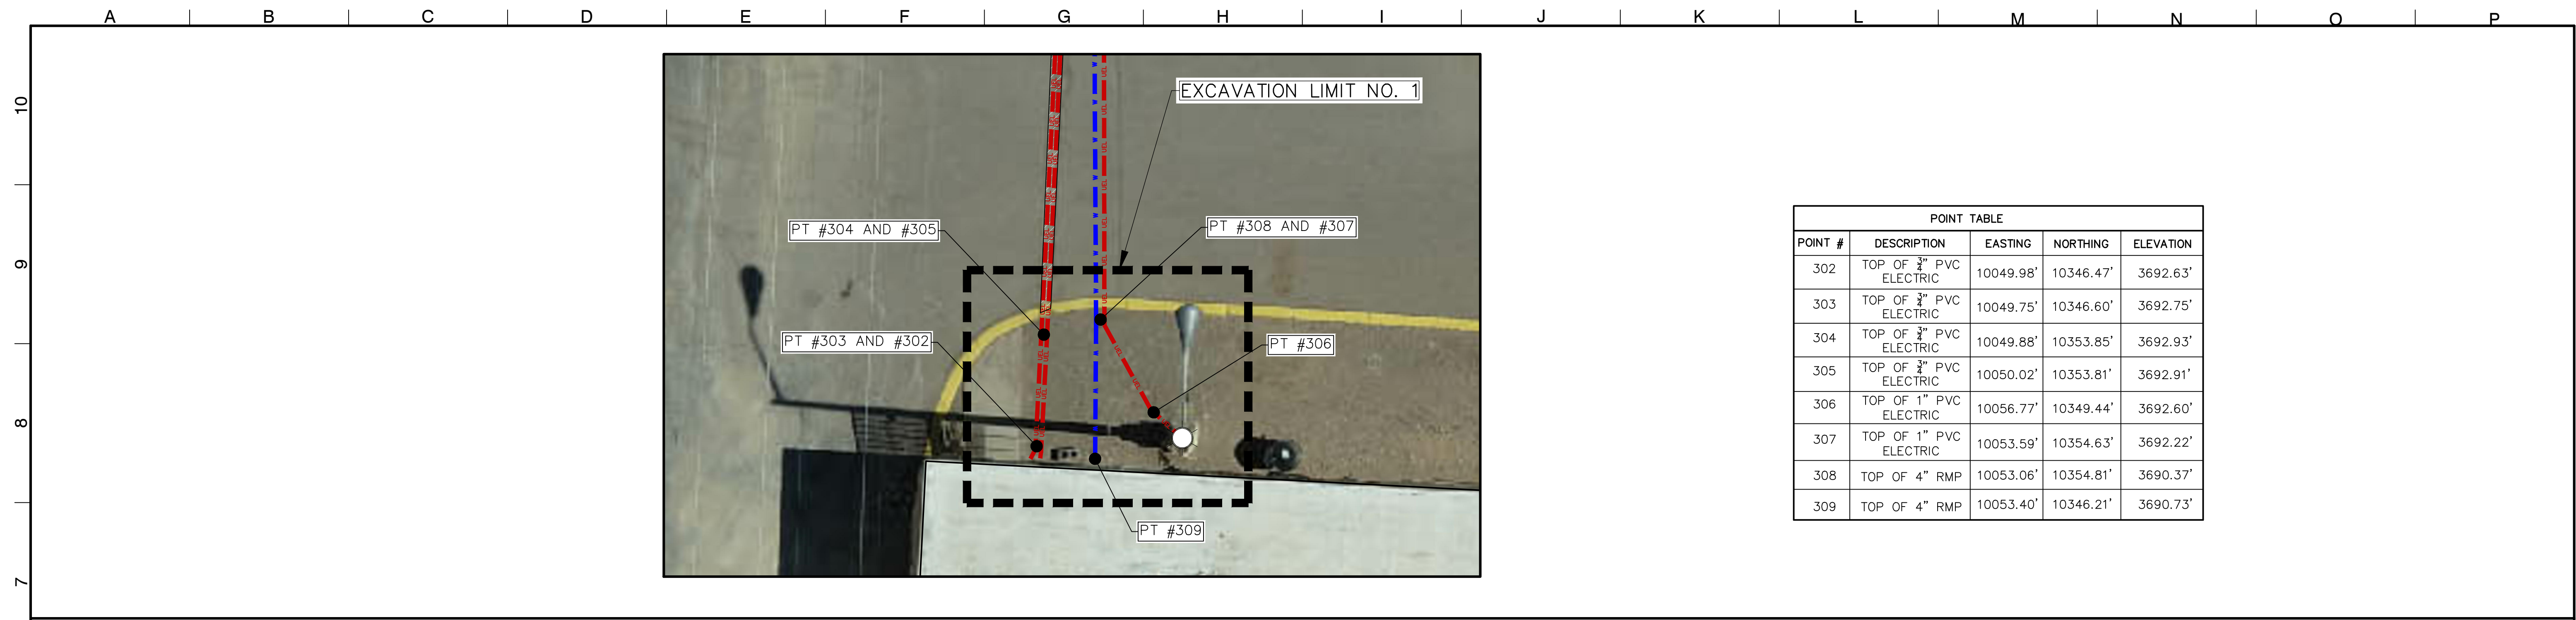 A B C D E F G H I J K L M N O P
10
9
8
7
EXCAVATION LIMIT NO. 1
PT #304 AND #305
PT #308 AND #307
PT #303 AND #302
PT #306
PT #309
POINT TABLE
POINT # DESCRIPTION EASTING NORTHING ELEVATION
302 TOP OF 3/4" PVC ELECTRIC 10049.98' 10346.47' 3692.63'
303 TOP OF 3/4" PVC ELECTRIC 10049.75' 10346.60' 3692.75'
304 TOP OF 3/4" PVC ELECTRIC 10049.88' 10353.85' 3692.93'
305 TOP OF 3/4" PVC ELECTRIC 10050.02' 10353.81' 3692.91'
306 TOP OF 1" PVC ELECTRIC 10056.77' 10349.44' 3692.60'
307 TOP OF 1" PVC ELECTRIC 10053.59' 10354.63' 3692.22'
308 TOP OF 4" RMP 10053.06' 10354.81' 3690.37'
309 TOP OF 4" RMP 10053.40' 10346.21' 3690.73'